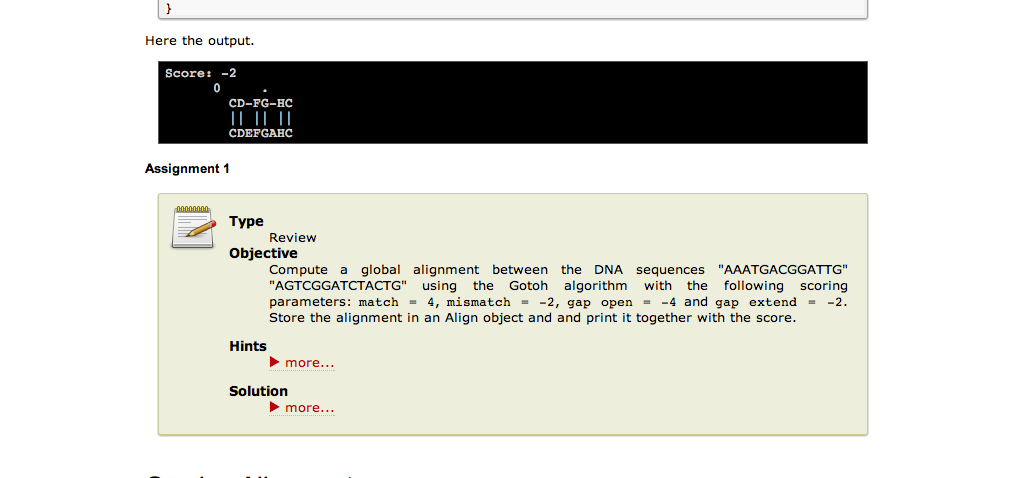 }
Here the output.
Score: -2
0 .
CD-FG-HC
|| || ||
CDEFGAHC
Assignment 1
Type
Review
Objective
Compute a global alignment between the DNA sequences "AAATGACGGATTG"
"AGTCGGATCTACTG" using the Gotoh algorithm with the following scoring
parameters: match = 4, mismatch = -2, gap open = -4 and gap extend = -2.
Store the alignment in an Align object and and print it together with the score.
Hints
▶ more...
Solution
▶ more...